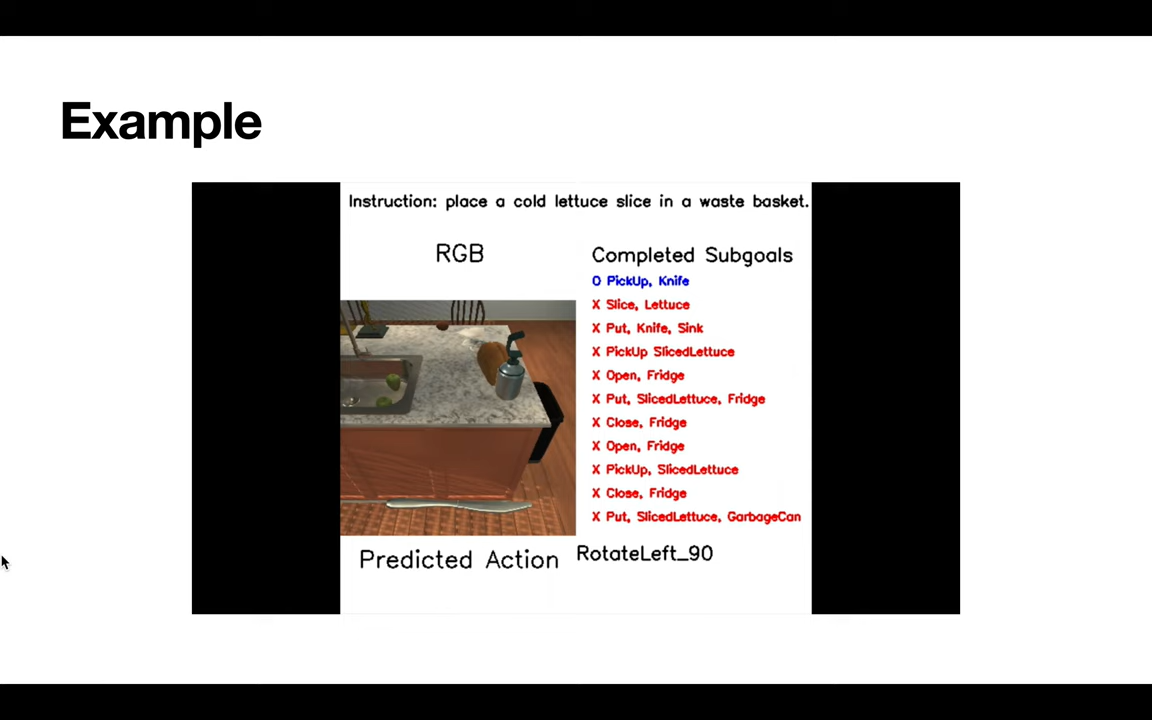 Example
Instruction: place a cold lettuce slice in a waste basket.
RGB
Completed Subgoals
O PickUp, Knife
X Slice, Lettuce
X Put, Knife, Sink
X PickUp SlicedLettuce
X Open, Fridge
X Put, SlicedLettuce, Fridge
X Close, Fridge
X Open, Fridge
X PickUp, SlicedLettuce
X Close, Fridge
X Put, SlicedLettuce, GarbageCan
Predicted Action RotateLeft_90